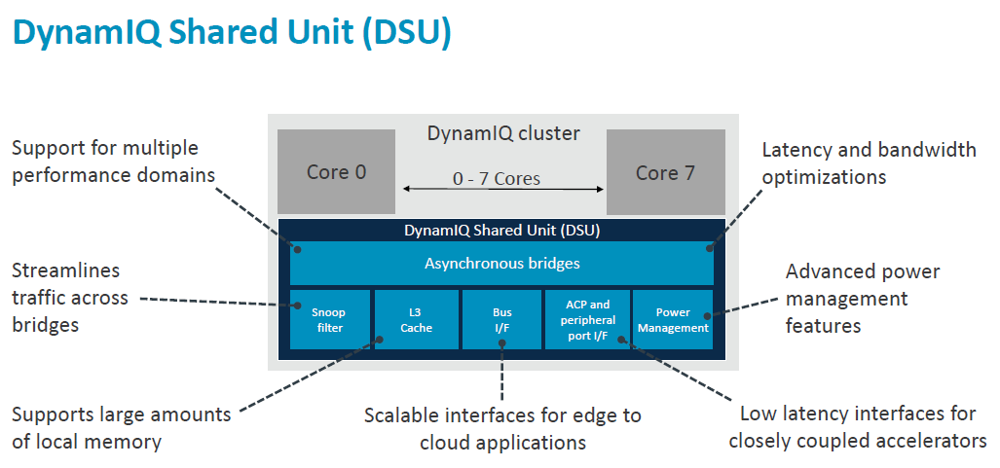 DynamIQ Shared Unit (DSU)
DynamIQ cluster
Core 0
0 - 7 Cores
Core 7
Support for multiple
performance domains
Latency and bandwidth
optimizations
DynamIQ Shared Unit (DSU)
Asynchronous bridges
Streamlines
traffic across
bridges
Snoop
filter
L3
Cache
Bus
I/F
ACP and
peripheral
port I/F
Power
Management
Advanced power
management
features
Supports large amounts
of local memory
Scalable interfaces for edge to
cloud applications
Low latency interfaces for
closely coupled accelerators